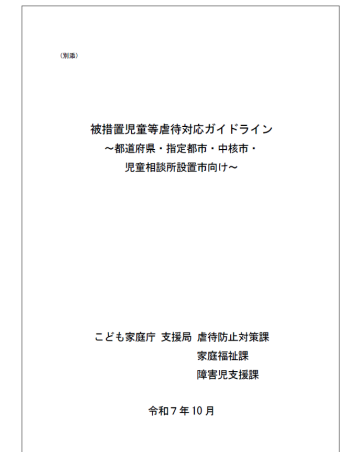 （別添）
被措置児童等虐待対応ガイドライン
～都道府県・指定都市・中核市・
児童相談所設置市向け～
こども家庭庁 支援局 虐待防止対策課
家庭福祉課
障害児支援課
令和７年10月